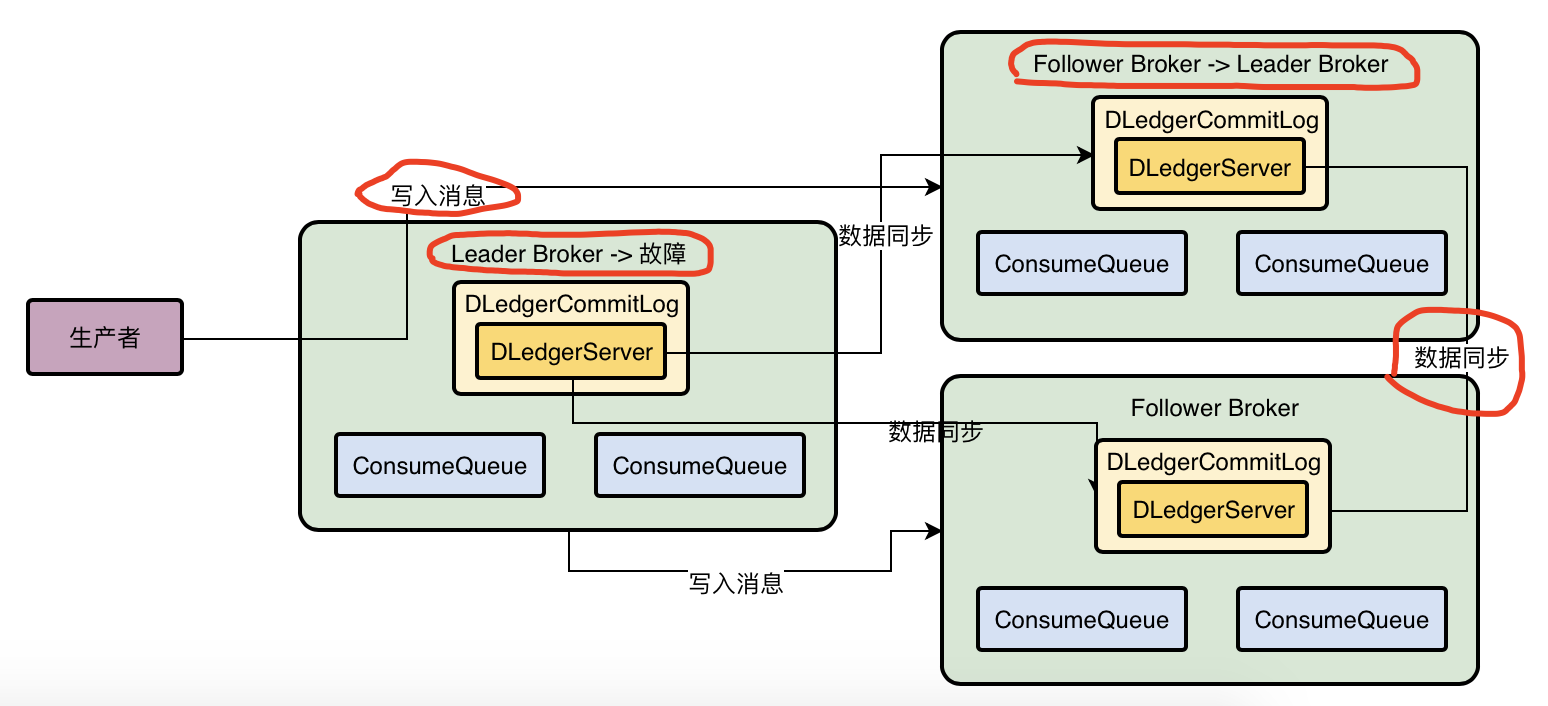 Follower Broker -> Leader Broker
DLedgerCommitLog
DLedgerServer
写入消息
数据同步
Leader Broker -> 故障
ConsumeQueue
ConsumeQueue
DLedgerCommitLog
生产者
DLedgerServer
数据同步
Follower Broker
数据同步
ConsumeQueue
ConsumeQueue
DLedgerCommitLog
DLedgerServer
写入消息
ConsumeQueue
ConsumeQueue